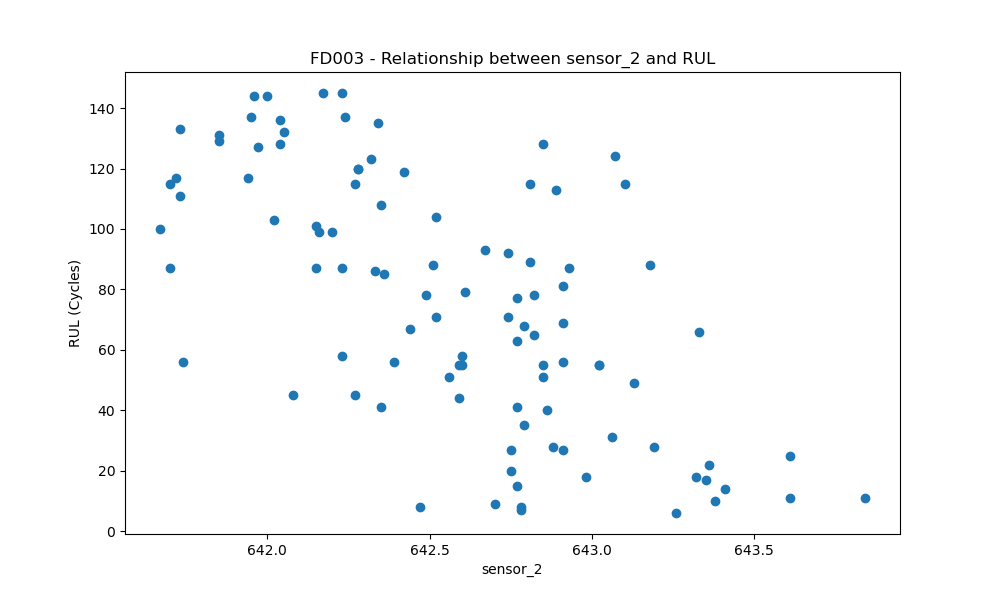 FD003 - Relationship between sensor_2 and RUL
RUL (Cycles)
140
120
100
80
60
40
20
0
642.0 642.5 643.0 643.5
sensor_2